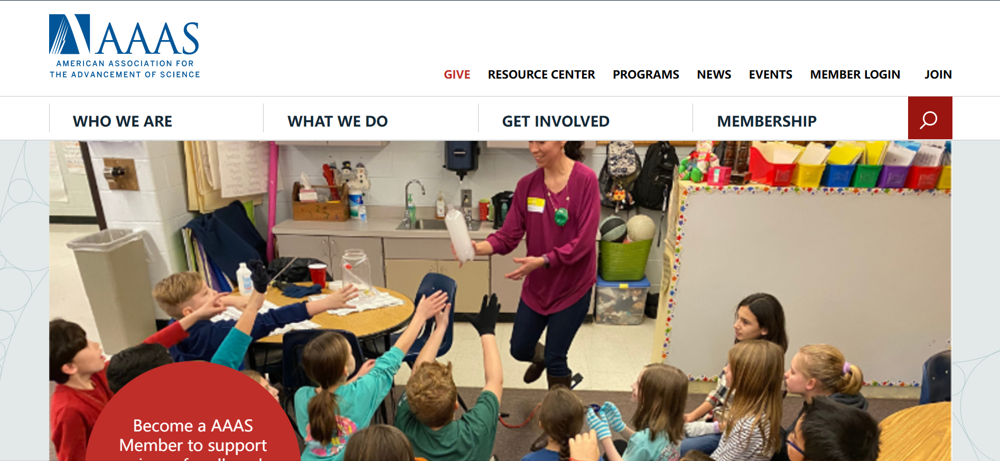 AAAS
AMERICAN ASSOCIATION FOR
THE ADVANCEMENT OF SCIENCE
GIVE RESOURCE CENTER PROGRAMS NEWS EVENTS MEMBER LOGIN JOIN
WHO WE ARE WHAT WE DO GET INVOLVED MEMBERSHIP
Become a AAAS
Member to support